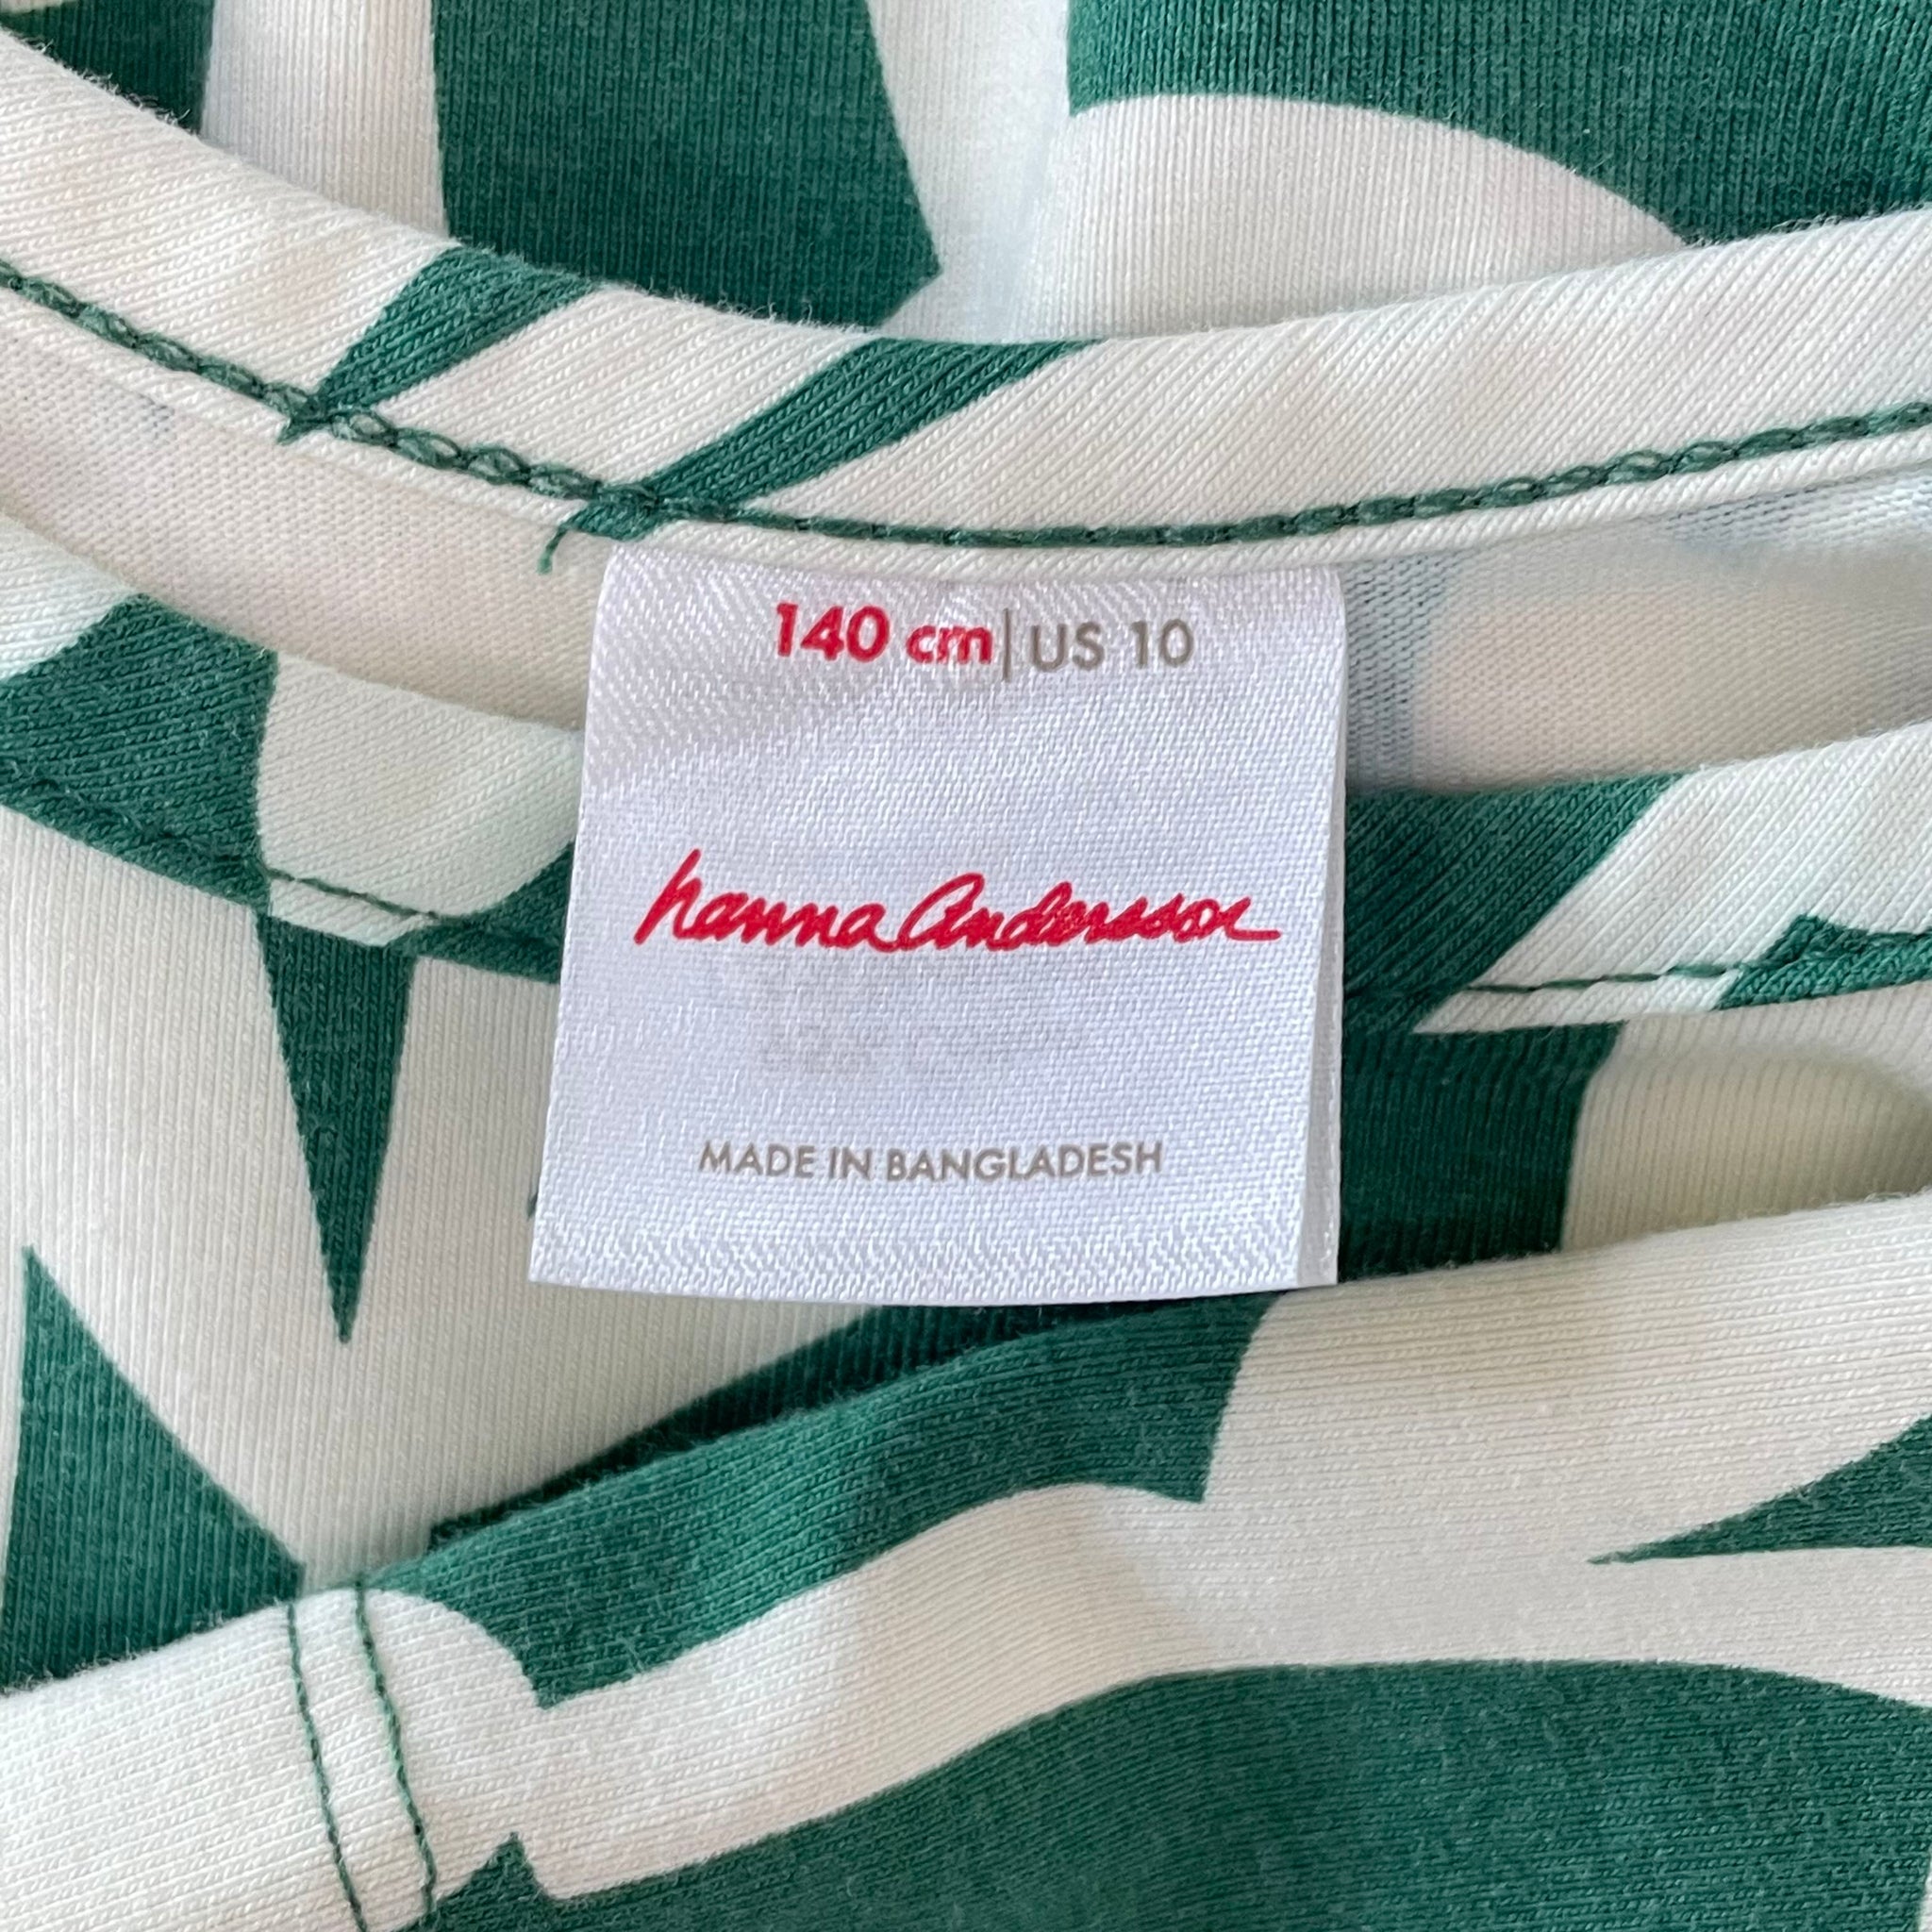 140 cm | US 10
hanna Andersson
MADE IN BANGLADESH